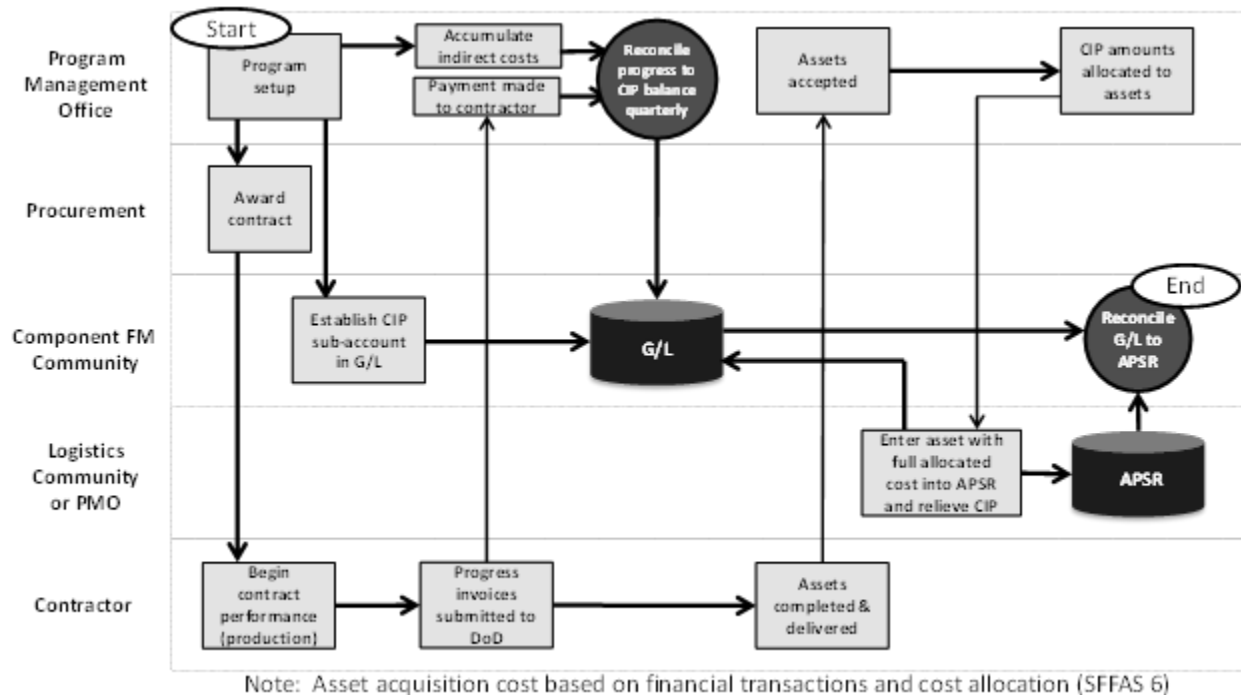 Start
Program
Management
Office
Program
setup
Accumulate
indirect costs
Payment made
to contractor
Reconcile
progress to
CIP balance
quarterly
Assets
accepted
CIP amounts
allocated to
assets
Procurement
Award
contract
Component FM
Community
Establish CIP
sub-account
in G/L
G/L
End
Reconcile
G/L to
APSR
Logistics
Community
or PMO
Enter asset with
full allocated
cost into APSR
and relieve CIP
APSR
Contractor
Begin
contract
performance
(production)
Progress
invoices
submitted to
DoD
Assets
completed &
delivered
Note: Asset acquisition cost based on financial transactions and cost allocation (SFFAS 6)